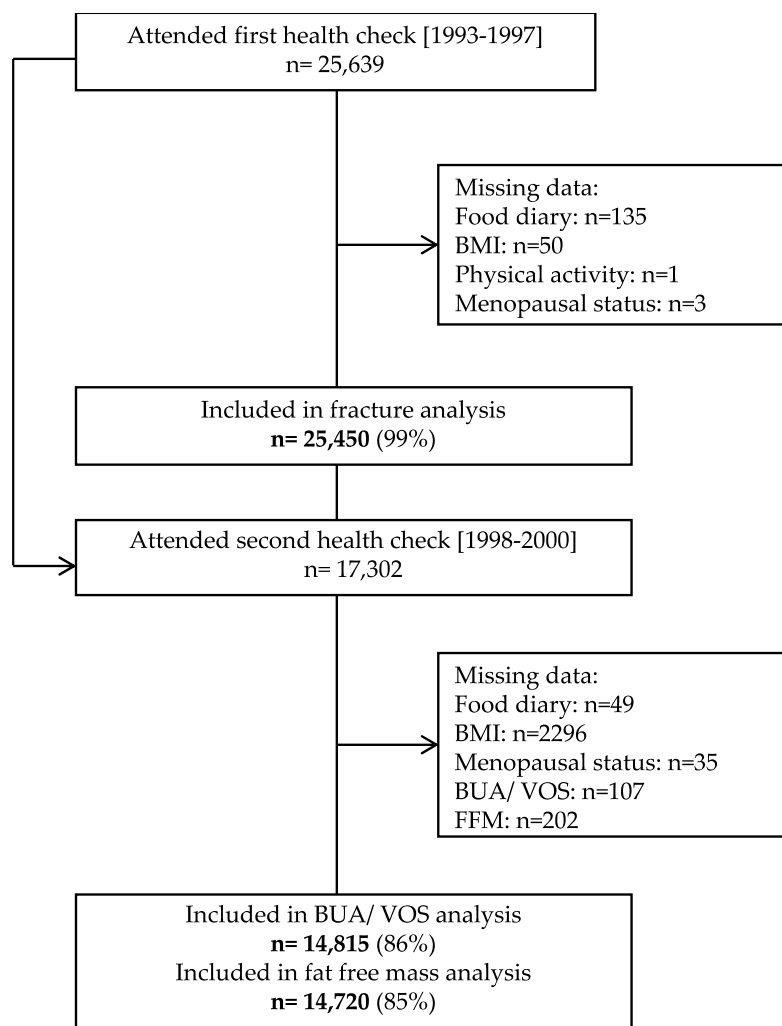 Attended first health check [1993-1997]
n= 25,639
Missing data:
Food diary: n=135
BMI: n=50
Physical activity: n=1
Menopausal status: n=3
Included in fracture analysis
n= 25,450 (99%)
Attended second health check [1998-2000]
n= 17,302
Missing data:
Food diary: n=49
BMI: n=2296
Menopausal status: n=35
BUA/ VOS: n=107
FFM: n=202
Included in BUA/ VOS analysis
n= 14,815 (86%)
Included in fat free mass analysis
n= 14,720 (85%)